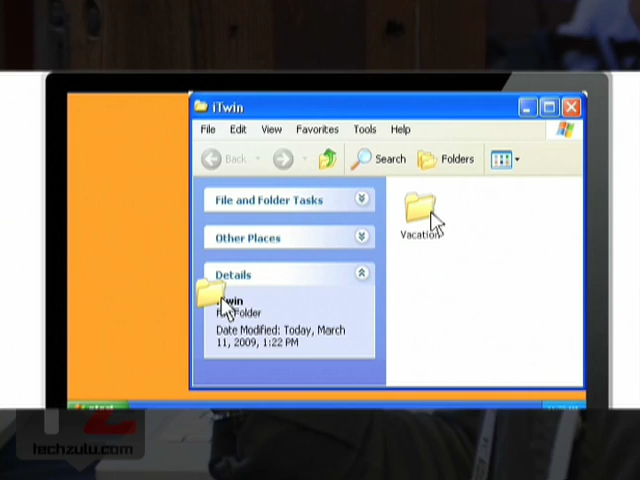 iTwin
File Edit View Favorites Tools Help
Back Search Folders
File and Folder Tasks
Vacation
Other Places
Details
iTwin
Folder
Date Modified: Today, March
11, 2009, 1:22 PM
techzulu.com